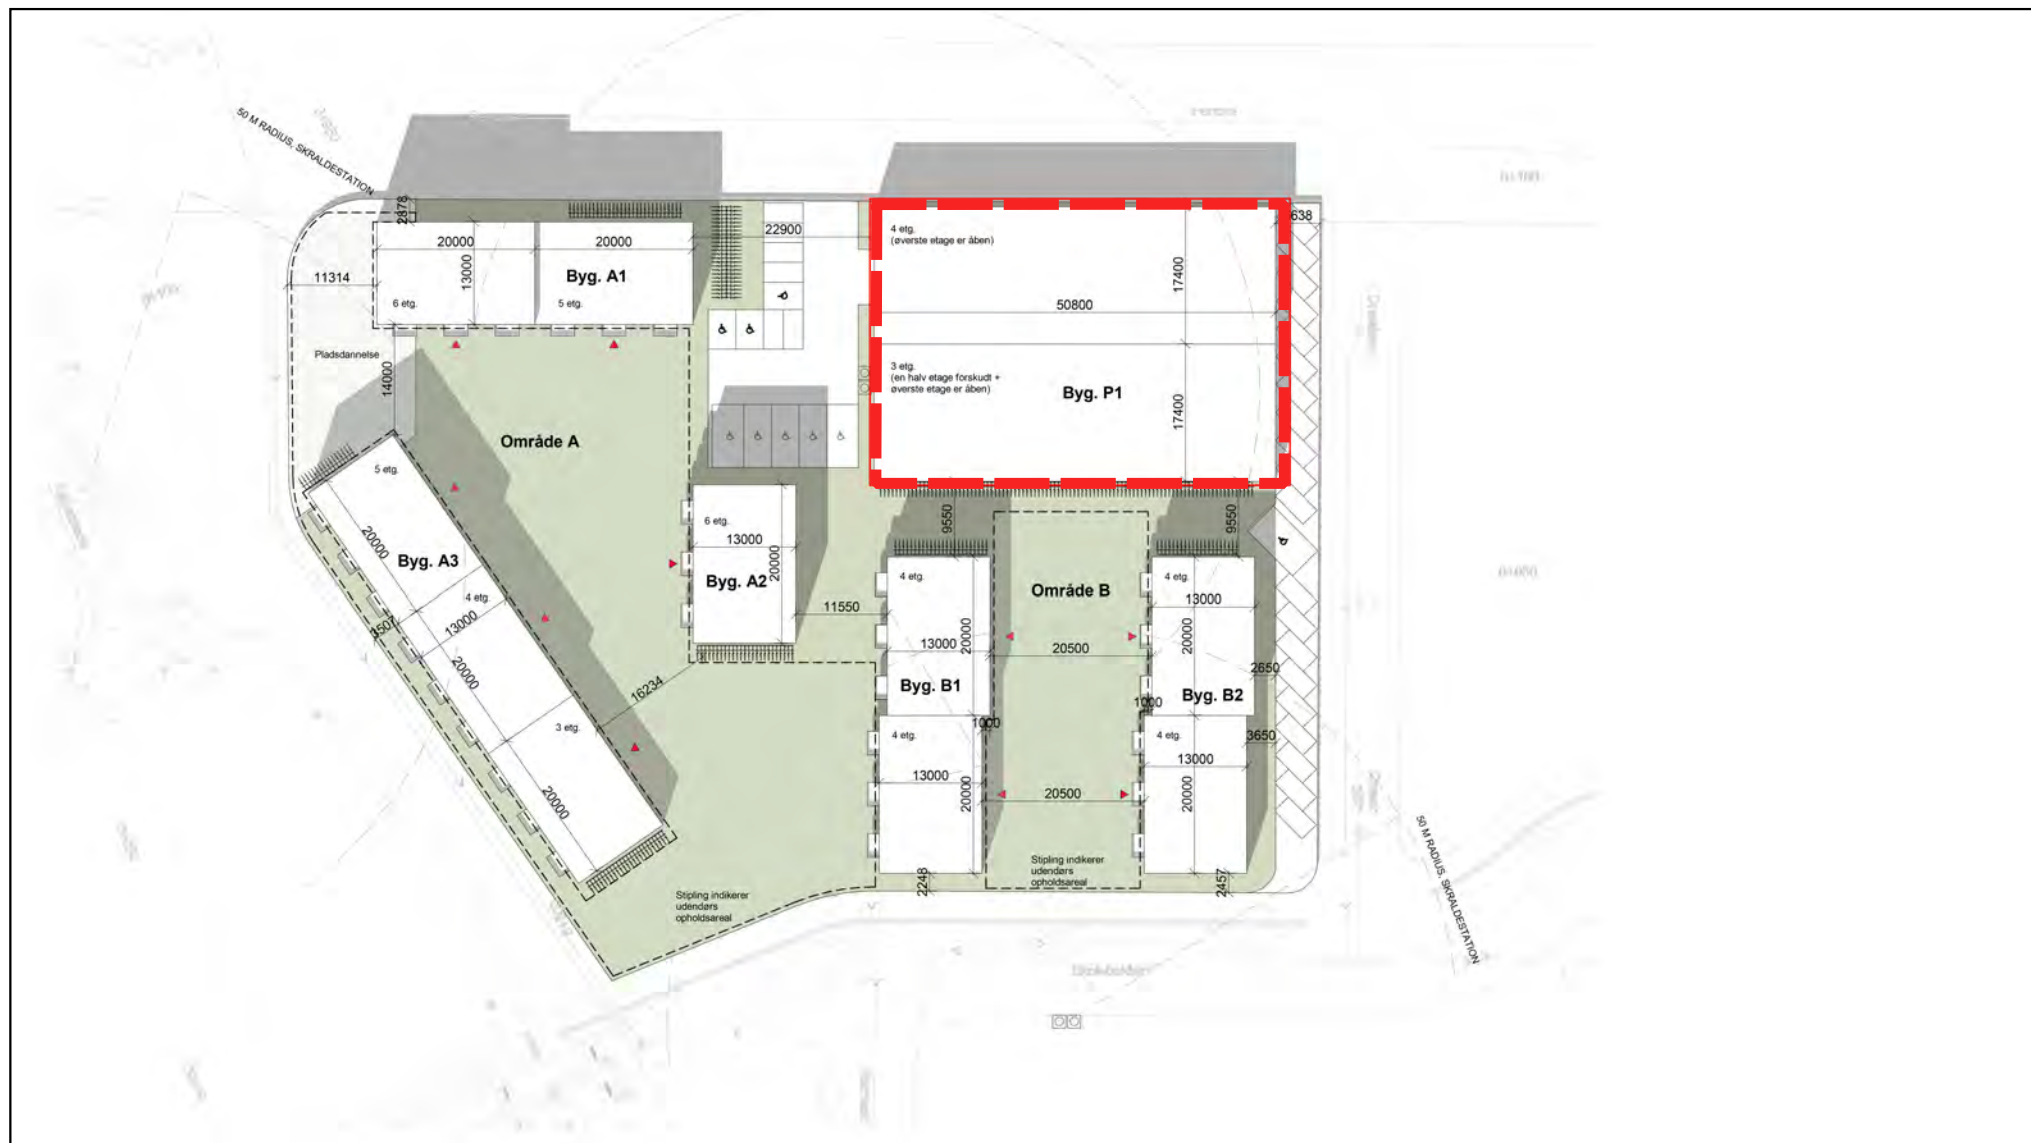 50 M RADIUS, SKRALDESTATION
2878
20000
20000
13000
Byg. A1
6 etg.
5 etg.
11314
22900
4 etg.
(øverste etage er åben)
17400
50800
638
3 etg.
(en halv etage forskudt +
øverste etage er åben)
Byg. P1
17400
Pladsdannelse
14000
Område A
5 etg.
20000
Byg. A3
4 etg.
13000
3507
20000
3 etg.
20000
16234
6 etg.
13000
20000
Byg. A2
11550
9550
9550
4 etg.
13000
20000
Byg. B1
1000
4 etg.
13000
20000
2248
Område B
20500
20500
4 etg.
13000
20000
2650
Byg. B2
1000
4 etg.
3650
13000
20000
2457
Stipling indikerer
udendørs
opholdsareal
Stipling indikerer
udendørs
opholdsareal
50 M RADIUS, SKRALDESTATION